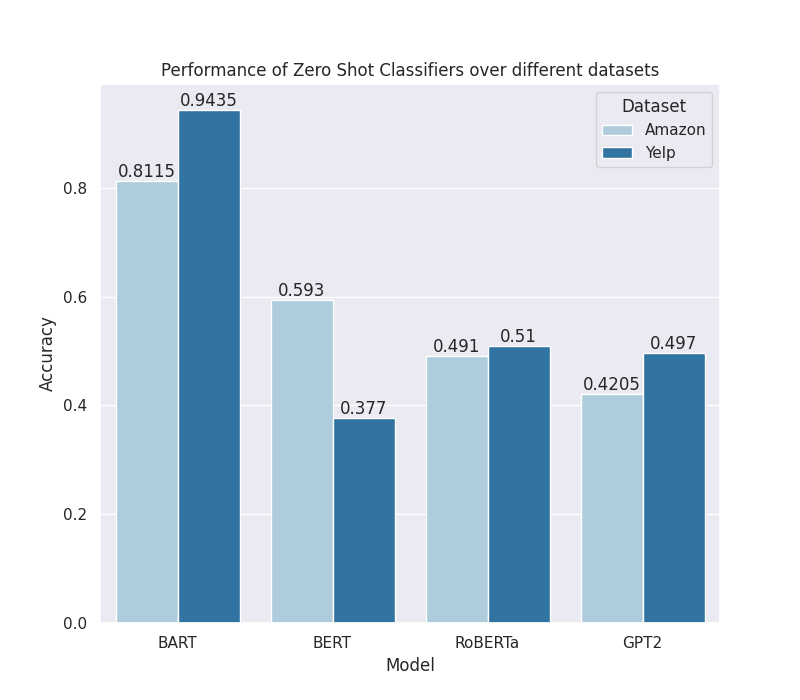 Performance of Zero Shot Classifiers over different datasets
0.9435
Dataset
Amazon
Yelp
0.8115
0.8
0.593
0.6
0.51
0.497
0.491
Accuracy
0.4205
0.4
0.377
0.2
0.0
BART BERT RoBERTa GPT2
Model